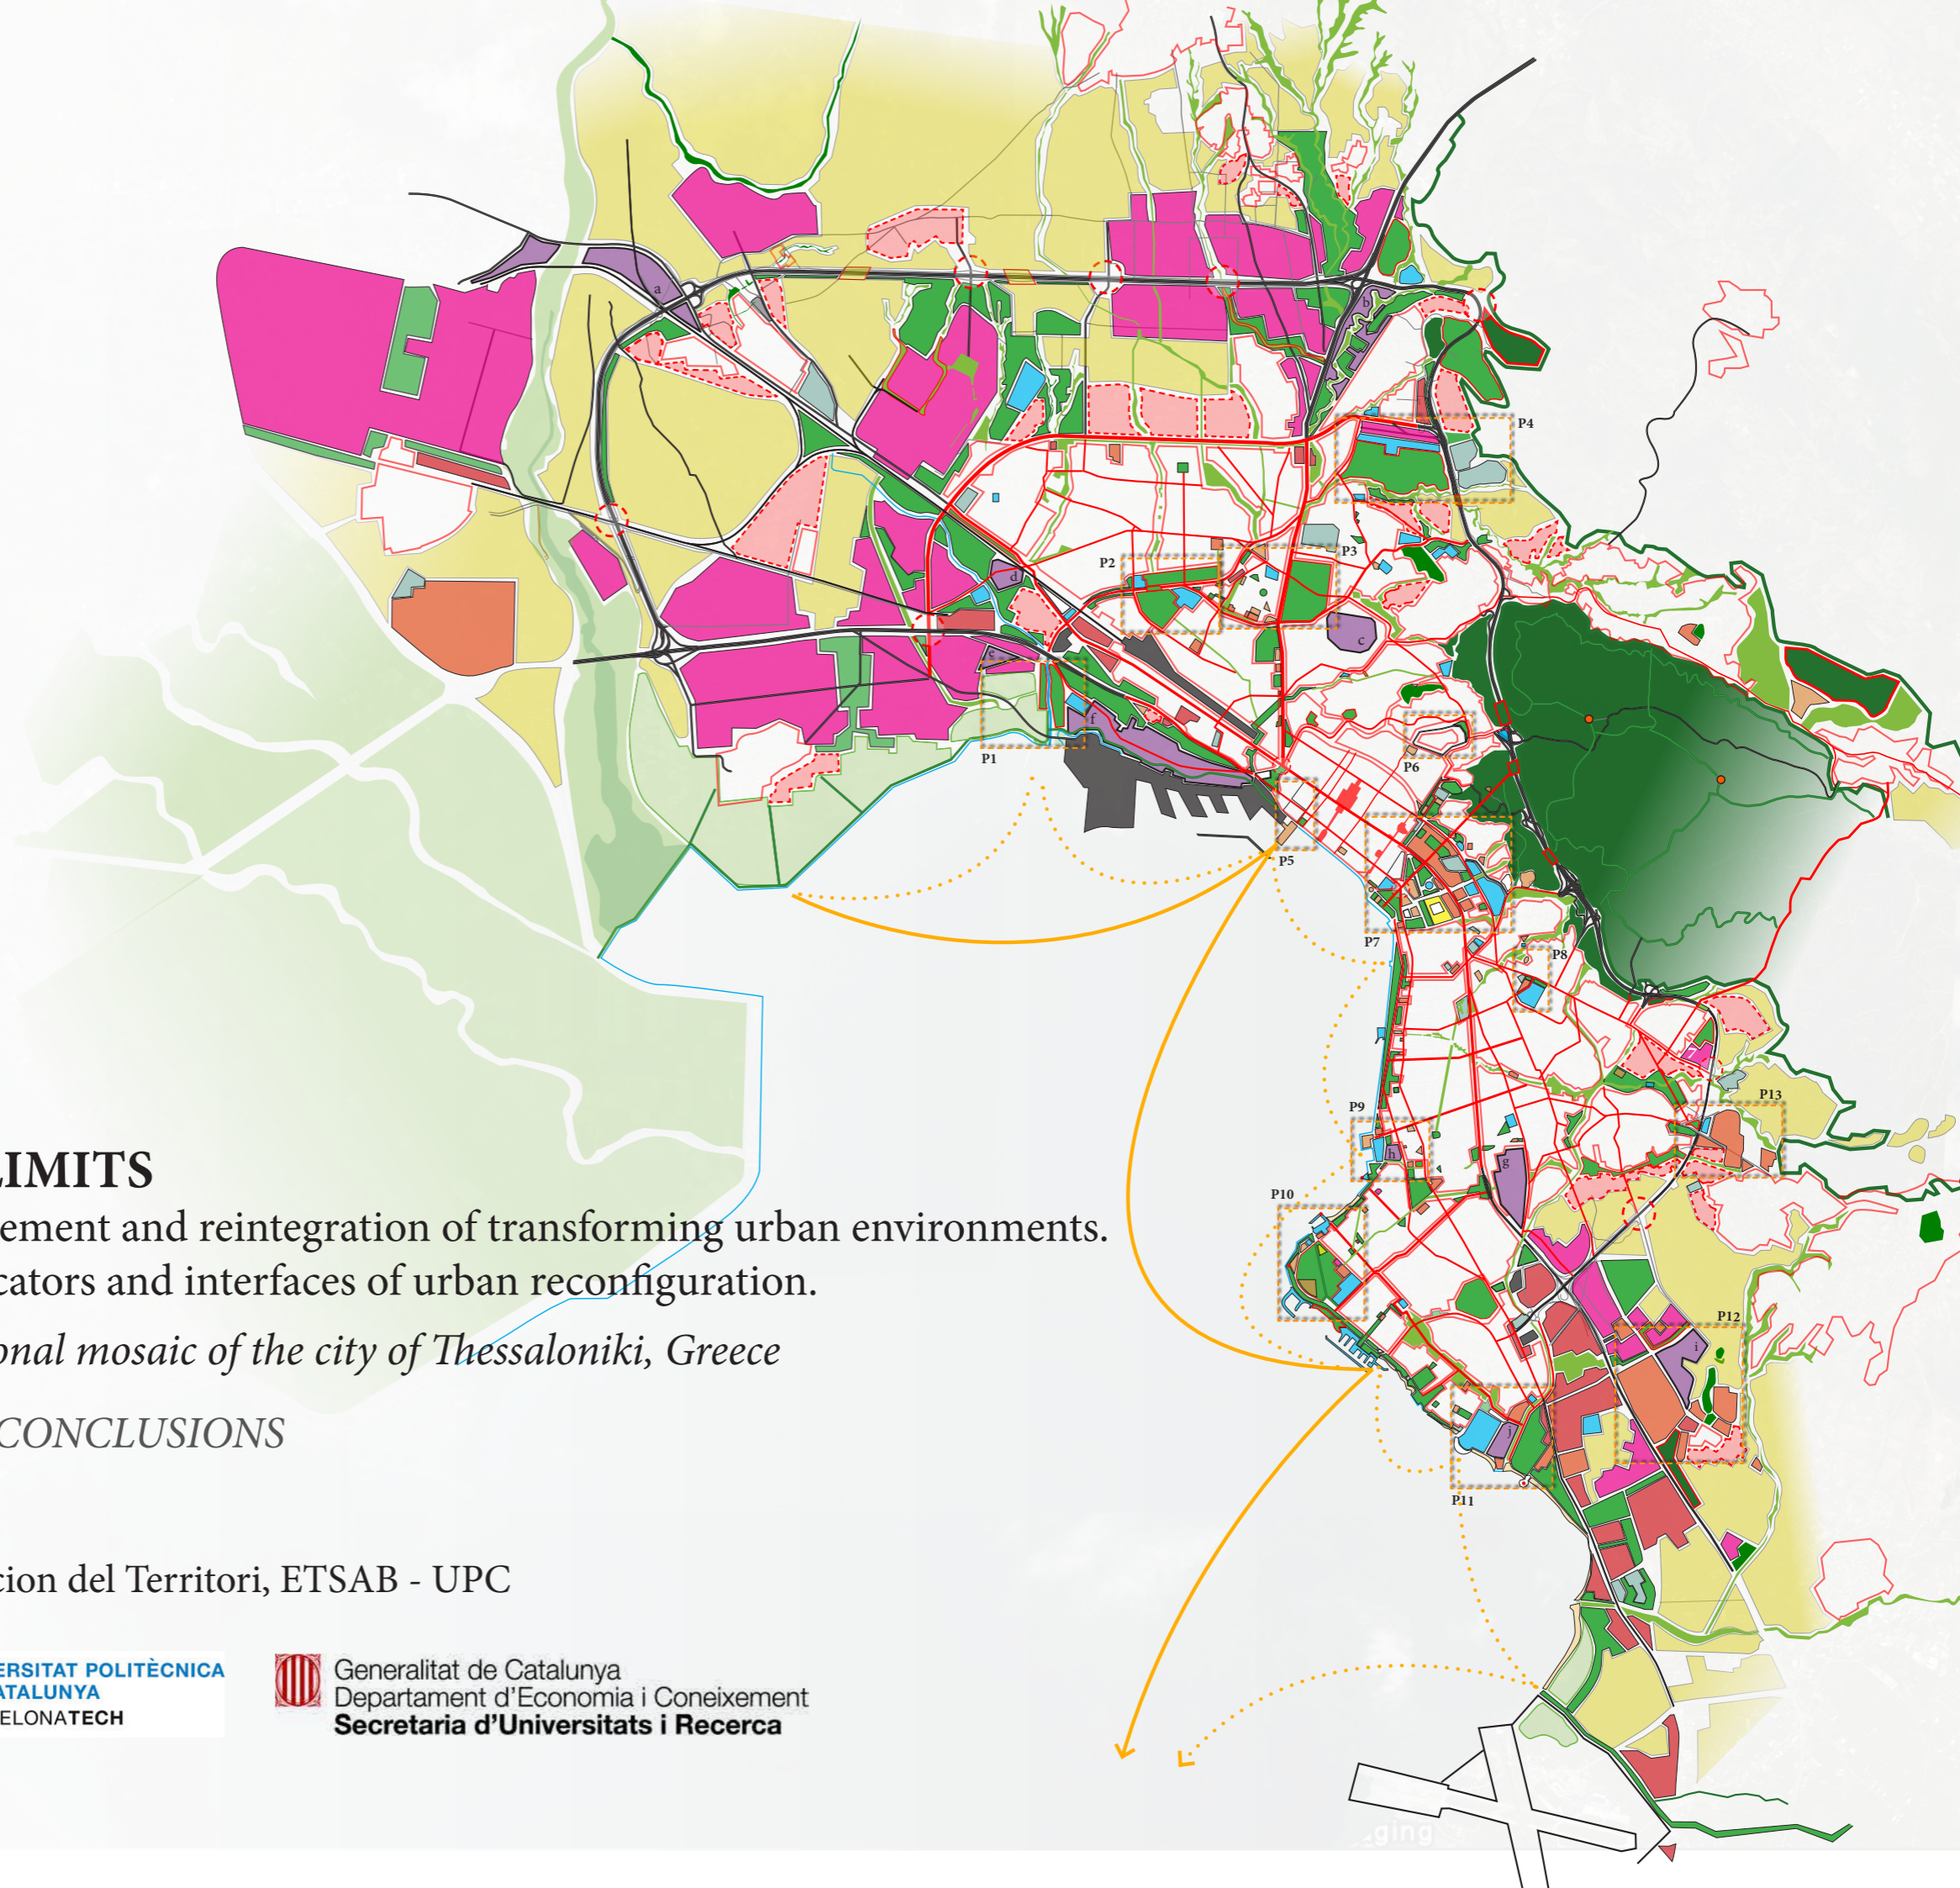 P4
a
b
P3
P2
d
c
e
f
P1
P6
P5
P7
P8
7
P13
P9
h
g
LIMITS
P10
ement and reintegration of transforming urban environments.
cators and interfaces of urban reconfiguration.
P12
i
onal mosaic of the city of Thessaloniki, Greece
CONCLUSIONS
j
P11
cion del Territori, ETSAB - UPC
ERSITAT POLITÈCNICA
ATALUNYA
ELONATECH
Generalitat de Catalunya
Departament d'Economia i Coneixement
Secretaria d'Universitats i Recerca
ging